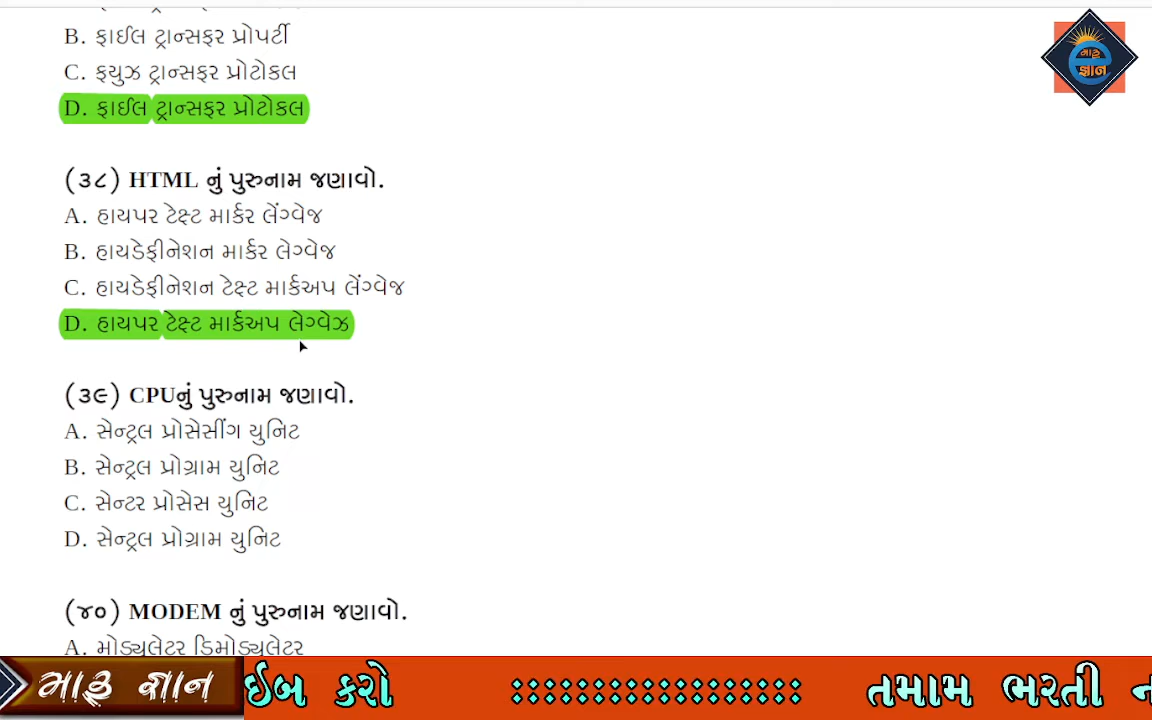 B. ફાઈલ ટ્રાન્સફર પ્રોપર્ટી
C. ફ્યુઝ ટ્રાન્સફર પ્રોટોકલ
D. ફાઈલ ટ્રાન્સફર પ્રોટોકલ
મારૂ
જ્ઞાન
(૩૮) HTML નું પુરુનામ જણાવો.
A. હાયપર ટેક્ષ્ટ માર્કર લેંગ્વેજ
B. હાયડેફીનેશન માર્કર લેગ્વેજ
C. હાયડેફીનેશન ટેક્ષ્ટ માર્કઅપ લેંગ્વેજ
D. હાયપર ટેક્ષ્ટ માર્કઅપ લેગ્વેઝ
(૩૯) CPUનું પુરુનામ જણાવો.
A. સેન્ટ્રલ પ્રોસેસીંગ યુનિટ
B. સેન્ટ્રલ પ્રોગ્રામ યુનિટ
C. સેન્ટર પ્રોસેસ યુનિટ
D. સેન્ટ્રલ પ્રોગ્રામ યુનિટ
(૪૦) MODEM નું પુરુનામ જણાવો.
A. મોડ્યુલેટર ડિમોડ્યુલેટર
મારૂ જ્ઞાન ઈબ કરો :::::::::::::::::: તમામ ભરતી